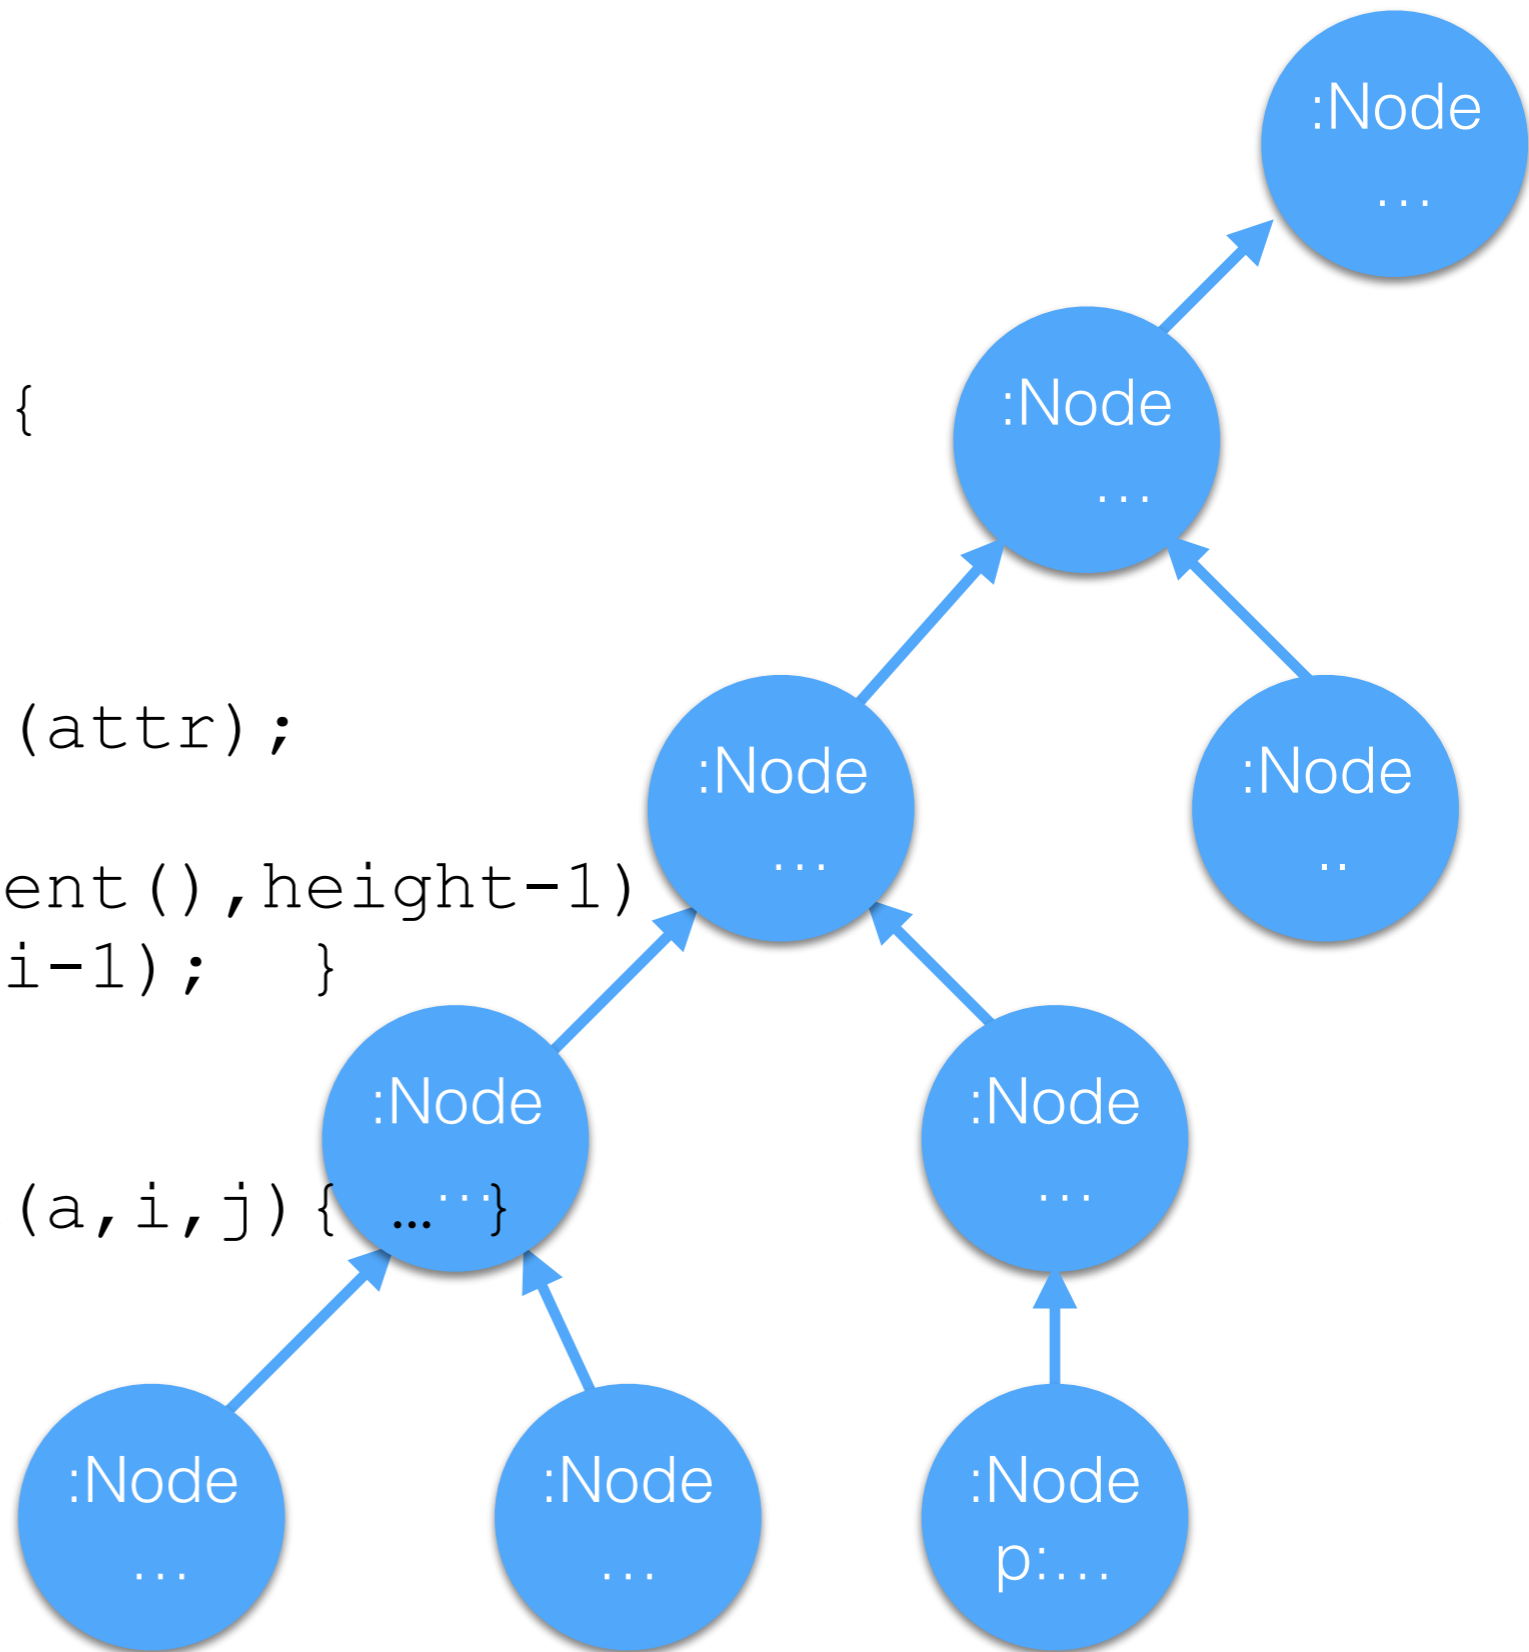 :Node
…
:Node
…
{
(attr);
:Node
…
:Node
..
ent(),height-1)
i-1);  }
:Node
…
:Node
…
(a,i,j){ … }
:Node
…
:Node
…
:Node
p:…